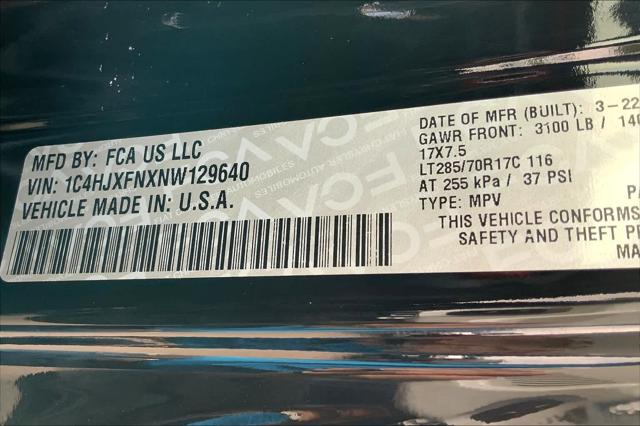 MFD BY: FCA US LLC
VIN: 1C4HJXFNXNW129640
VEHICLE MADE IN: U.S.A.
DATE OF MFR (BUILT): 3-22
GAWR FRONT: 3100 LB / 140
17X7.5
LT285/70R17C 116
AT 255 kPa / 37 PSI
TYPE: MPV
THIS VEHICLE CONFORMS
SAFETY AND THEFT